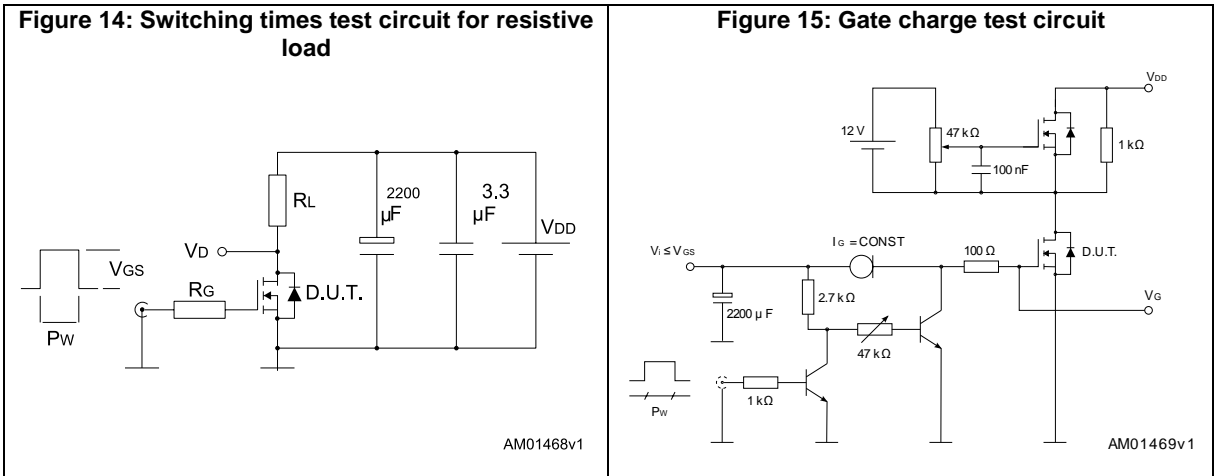 Figure 14: Switching times test circuit for resistive
load
RL
2200
µF
3.3
µF
VDD
VD
VGS
RG
D.U.T.
PW
AM01468v1
Figure 15: Gate charge test circuit
VDD
12 V
47 kΩ
1 kΩ
100 nF
Vi ≤ VGS
IG = CONST
100 Ω
D.U.T.
2.7 kΩ
VG
2200 µ F
47 kΩ
1 kΩ
PW
AM01469v1